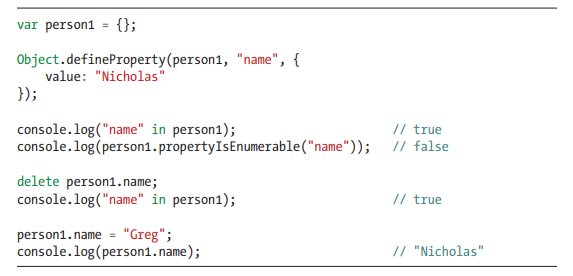 var person1 = {};
Object.defineProperty(person1, "name", {
    value: "Nicholas"
});
console.log("name" in person1); // true
console.log(person1.propertyIsEnumerable("name")); // false
delete person1.name;
console.log("name" in person1); // true
person1.name = "Greg";
console.log(person1.name); // "Nicholas"